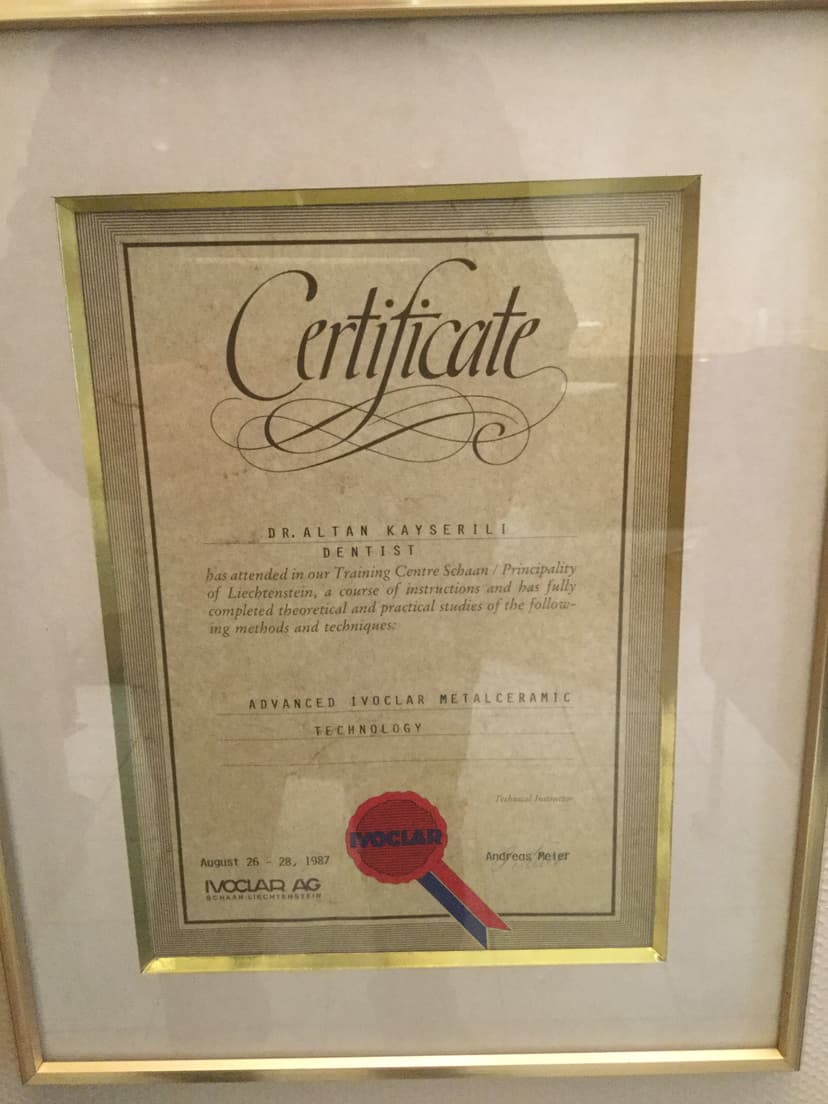 Certificate
DR. ALTAN KAYSERILI
DENTIST
has attended in our Training Centre Schaan / Principality
of Liechtenstein, a course of instructions and has fully
completed theoretical and practical studies of the follow-
ing methods and techniques:
ADVANCED IVOCLAR METALCERAMIC
TECHNOLOGY
Technical Instructor
IVOCLAR
August 26 - 28, 1987
Andreas Meier
IVOCLAR AG
SCHAAN-LIECHTENSTEIN